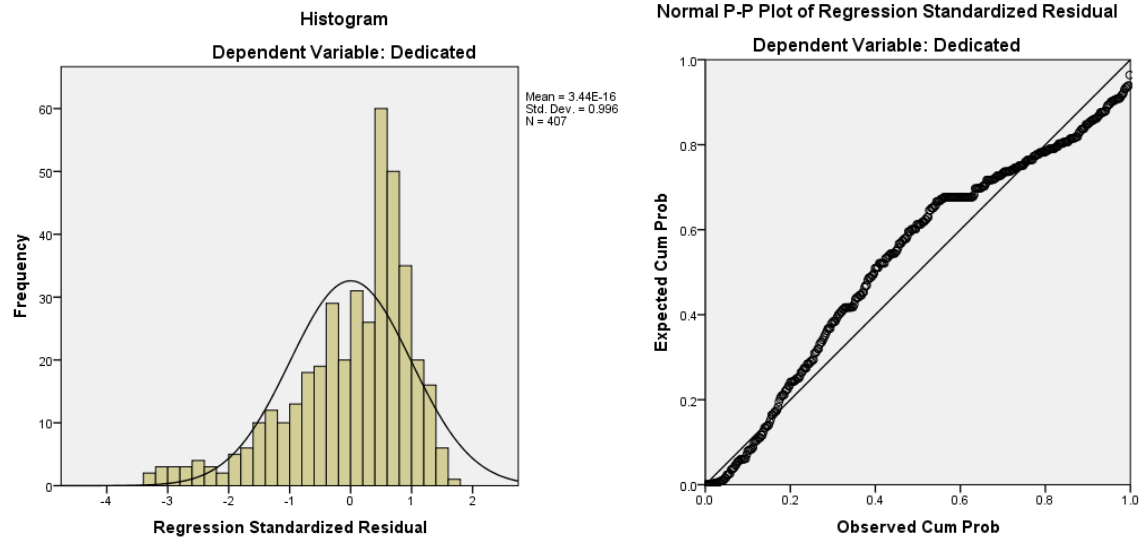 Histogram
Dependent Variable: Dedicated
Mean = 3.44E-16
Std. Dev. = 0.996
N = 407
60
50
40
30
20
10
0
Frequency
-4 -3 -2 -1 0 1 2
Regression Standardized Residual
Normal P-P Plot of Regression Standardized Residual
Dependent Variable: Dedicated
1.0
0.8
0.6
0.4
0.2
0.0
Expected Cum Prob
0.0 0.2 0.4 0.6 0.8 1.0
Observed Cum Prob